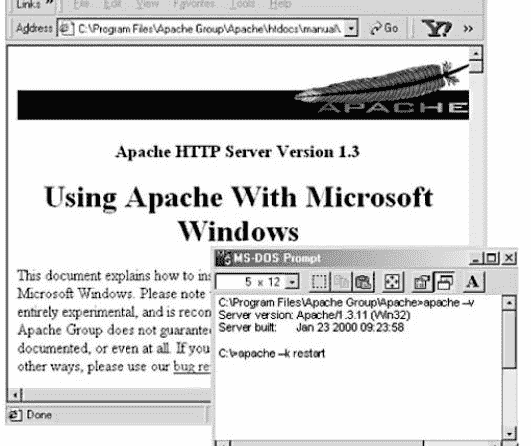 Links »
File Edit View Favorites Tools Help
Address C:\Program Files\Apache Group\Apache\htdocs\manual\ Go Y! »
APACHE
Apache HTTP Server Version 1.3
Using Apache With Microsoft
Windows
This document explains how to
Microsoft Windows. Please note
entirely experimental, and is
Apache Group does not guarantee
documented, or even at all. If you
other ways, please use our bug
Done
MS-DOS Prompt
5 x 12 A
C:\Program Files\Apache Group\Apache>apache -v
Server version: Apache/1.3.11 (Win32)
Server built: Jan 23 2000 09:23:58
C:\>apache -k restart